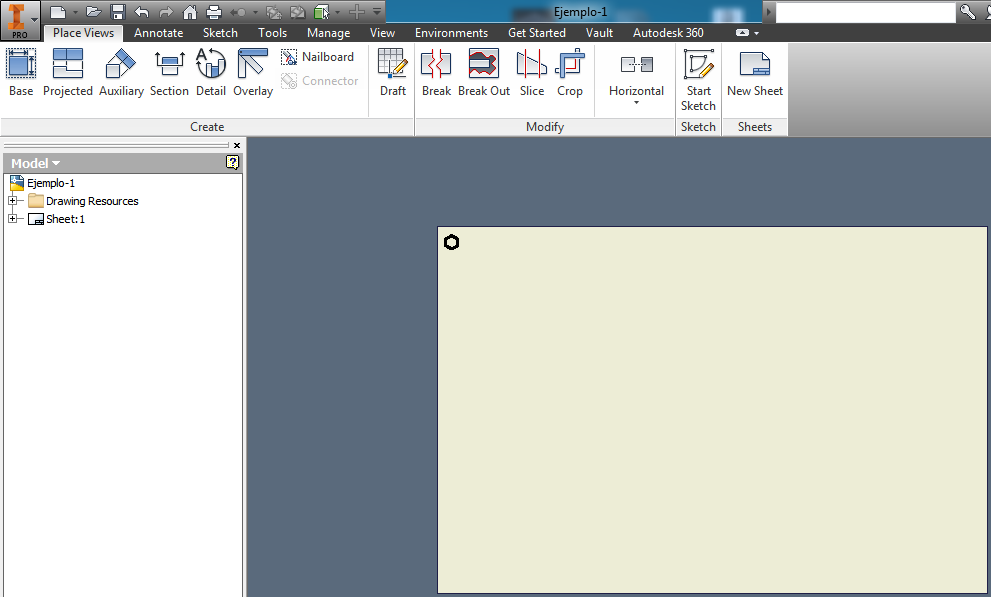 Ejemplo-1
PRO
Place Views Annotate Sketch Tools Manage View Environments Get Started Vault Autodesk 360
Base Projected Auxiliary Section Detail Overlay
Nailboard
Connector
Draft
Break Break Out Slice Crop
Horizontal
Start
Sketch
New Sheet
Create Modify Sketch Sheets
Model
Ejemplo-1
Drawing Resources
Sheet:1